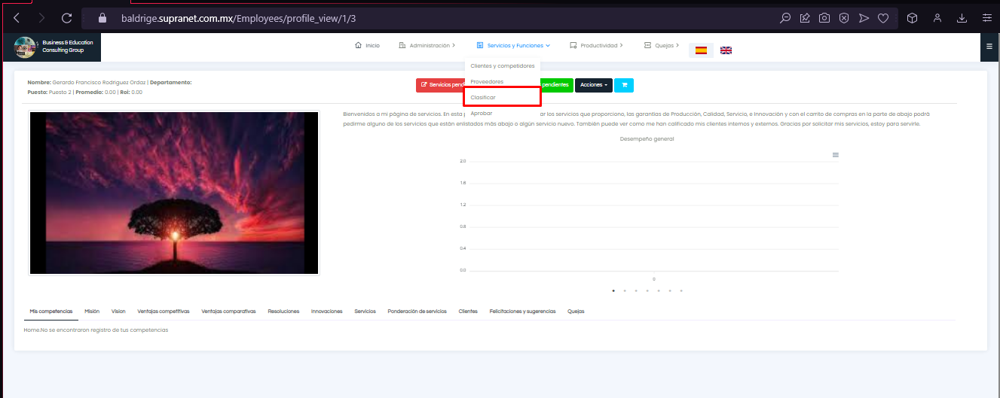 baldrige.supranet.com.mx/Employees/profile_view/1/3
Business & Education
Consulting Group
Inicio
Administración
Servicios y Funciones
Productividad
Quejas
Clientes y competidores
Proveedores
Clasificar
Aprobar
Nombre: Gerardo Francisco Rodriguez Ordaz | Departamento:
Puesto: Puesto 2 | Promedio: 0.00 | Roi: 0.00
Servicios pend
pendientes
Acciones
Bienvenidos a mi página de servicios. En esta p ar los servicios que proporciono, las garantías de Producción, Calidad, Servicio, e Innovación y con el carrito de compras en la parte de abajo podrá
pedirme alguno de los servicios que están enlistados más abajo o algún servicio nuevo. También puede ver como me han calificado mis clientes internos y externos. Gracias por solicitar mis servicios, estoy para servirle.
Desempeño general
2.0
1.6
1.2
0.8
0.4
0.0
0
Mis competencias Misión Vision Ventajas competitivas Ventajas comparativas Resoluciones Innovaciones Servicios Ponderación de servicios Clientes Felicitaciones y sugerencias Quejas
Home.No se encontraron registro de tus competencias